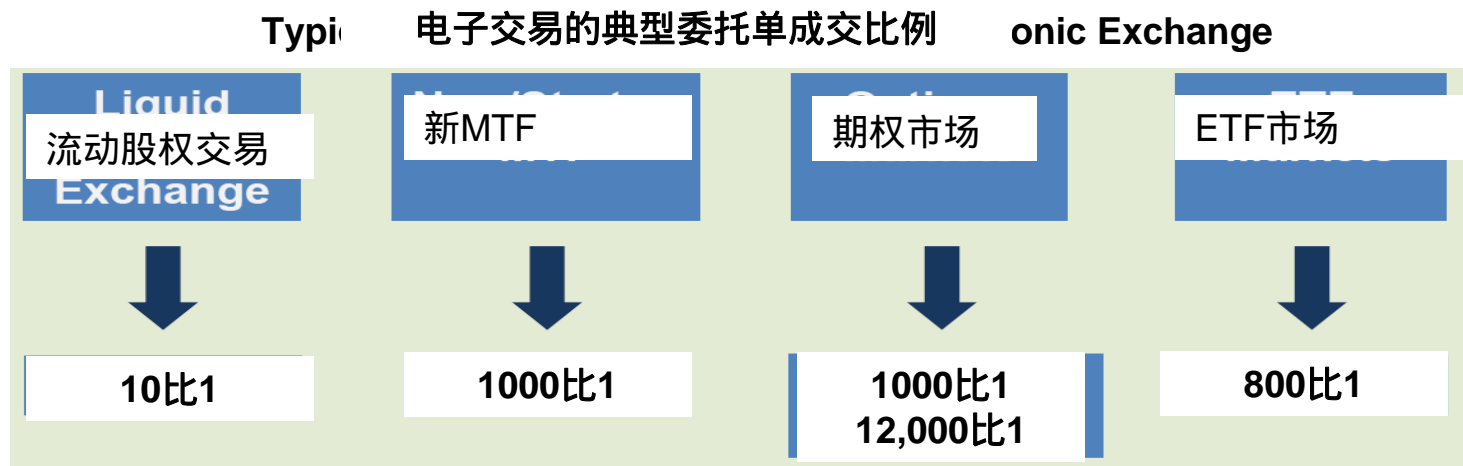 电子交易的典型委托单成交比例 onic Exchange
Liquid
流动股权交易
Exchange
新MTF
期权市场
ETF市场
10比1
1000比1
1000比1
12,000比1
800比1